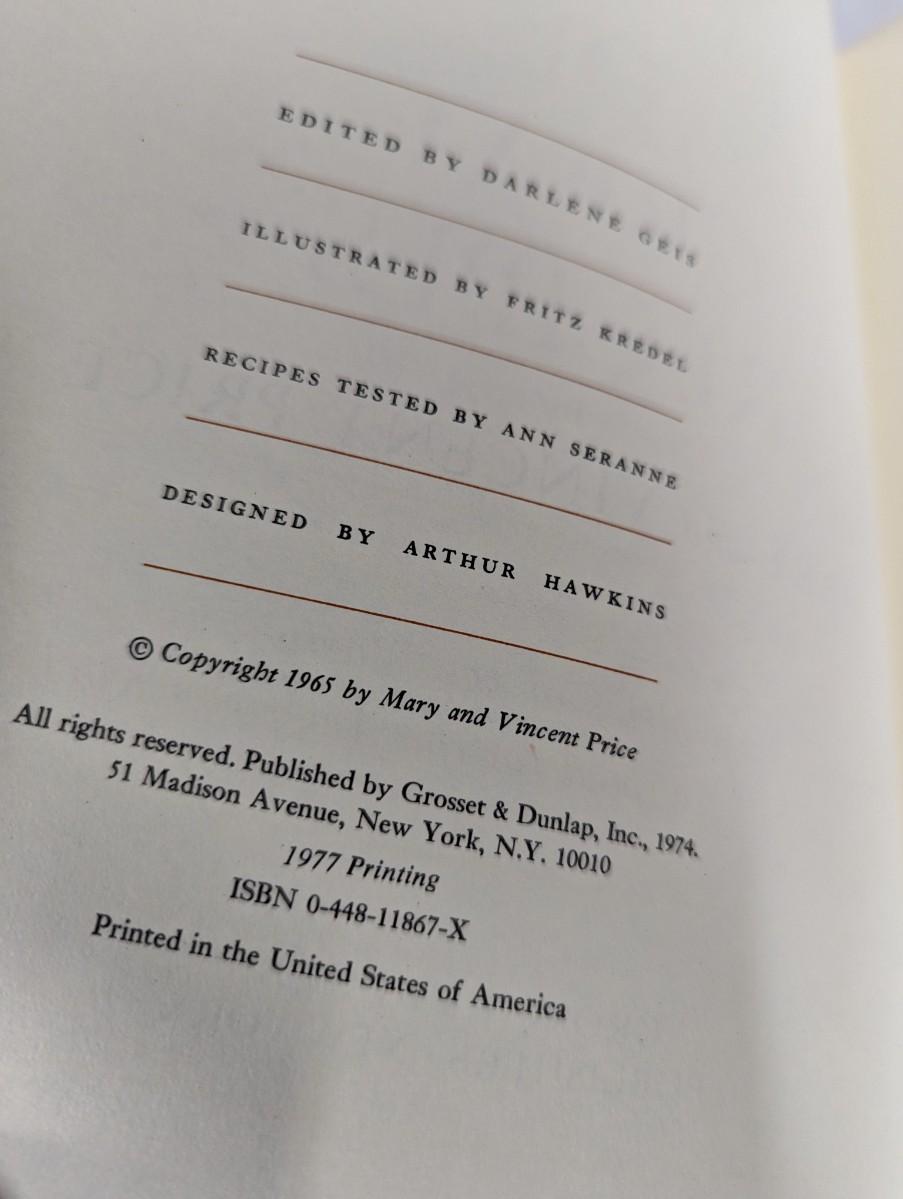 EDITED BY DARLENE GEIS
ILLUSTRATED BY FRITZ KREDEL
RECIPES TESTED BY ANN SERANNE
DESIGNED BY ARTHUR HAWKINS
© Copyright 1965 by Mary and Vincent Price
All rights reserved. Published by Grosset & Dunlap, Inc., 1974.
51 Madison Avenue, New York, N.Y. 10010
1977 Printing
ISBN 0-448-11867-X
Printed in the United States of America